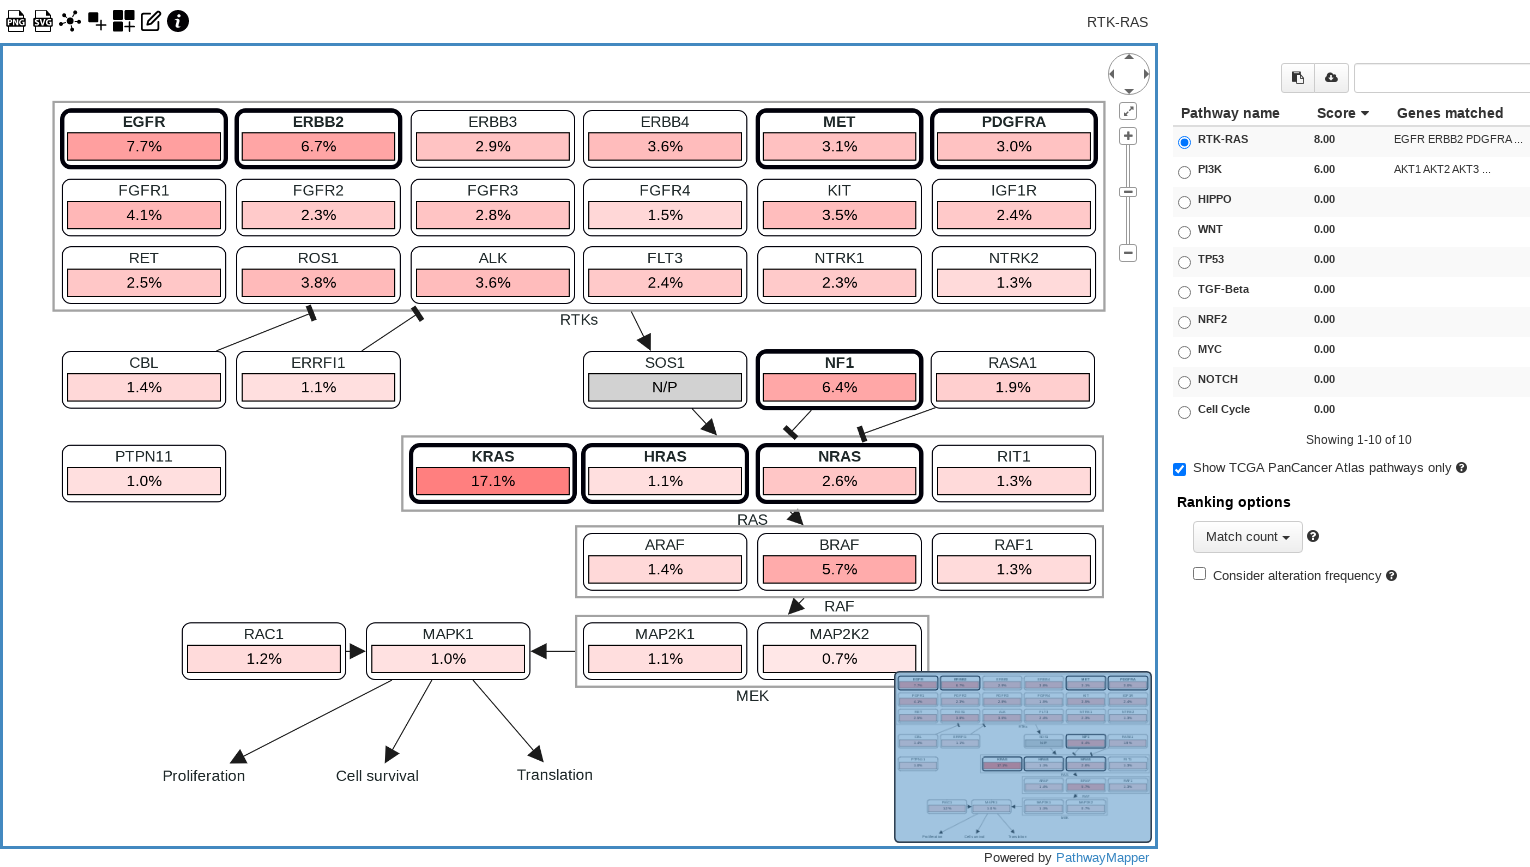 PNG SVG RTK-RAS
EGFR ERBB2 ERBB3 ERBB4 MET PDGFRA
7.7% 6.7% 2.9% 3.6% 3.1% 3.0%
FGFR1 FGFR2 FGFR3 FGFR4 KIT IGF1R
4.1% 2.3% 2.8% 1.5% 3.5% 2.4%
RET ROS1 ALK FLT3 NTRK1 NTRK2
2.5% 3.8% 3.6% 2.4% 2.3% 1.3%
RTKs
CBL ERRFI1 SOS1 NF1 RASA1
1.4% 1.1% N/P 6.4% 1.9%
PTPN11 KRAS HRAS NRAS RIT1
1.0% 17.1% 1.1% 2.6% 1.3%
RAS
ARAF BRAF RAF1
1.4% 5.7% 1.3%
RAF
RAC1 MAPK1 MAP2K1 MAP2K2
1.2% 1.0% 1.1% 0.7%
MEK
Proliferation Cell survival Translation
Powered by PathwayMapper
Pathway name Score Genes matched
RTK-RAS 8.00 EGFR ERBB2 PDGFRA ...
PI3K 6.00 AKT1 AKT2 AKT3 ...
HIPPO 0.00
WNT 0.00
TP53 0.00
TGF-Beta 0.00
NRF2 0.00
MYC 0.00
NOTCH 0.00
Cell Cycle 0.00
Showing 1-10 of 10
Show TCGA PanCancer Atlas pathways only
Ranking options
Match count
Consider alteration frequency